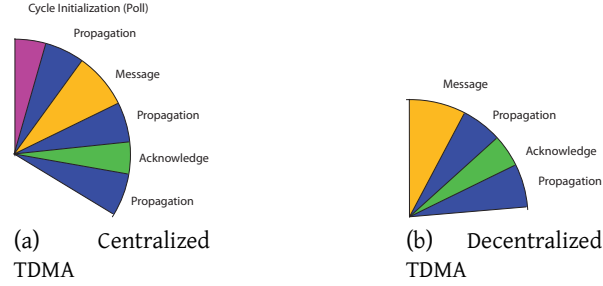 Cycle Initialization (Poll)
Propagation
Message
Propagation
Acknowledge
Propagation
(a) Centralized
TDMA
Message
Propagation
Acknowledge
Propagation
(b) Decentralized
TDMA